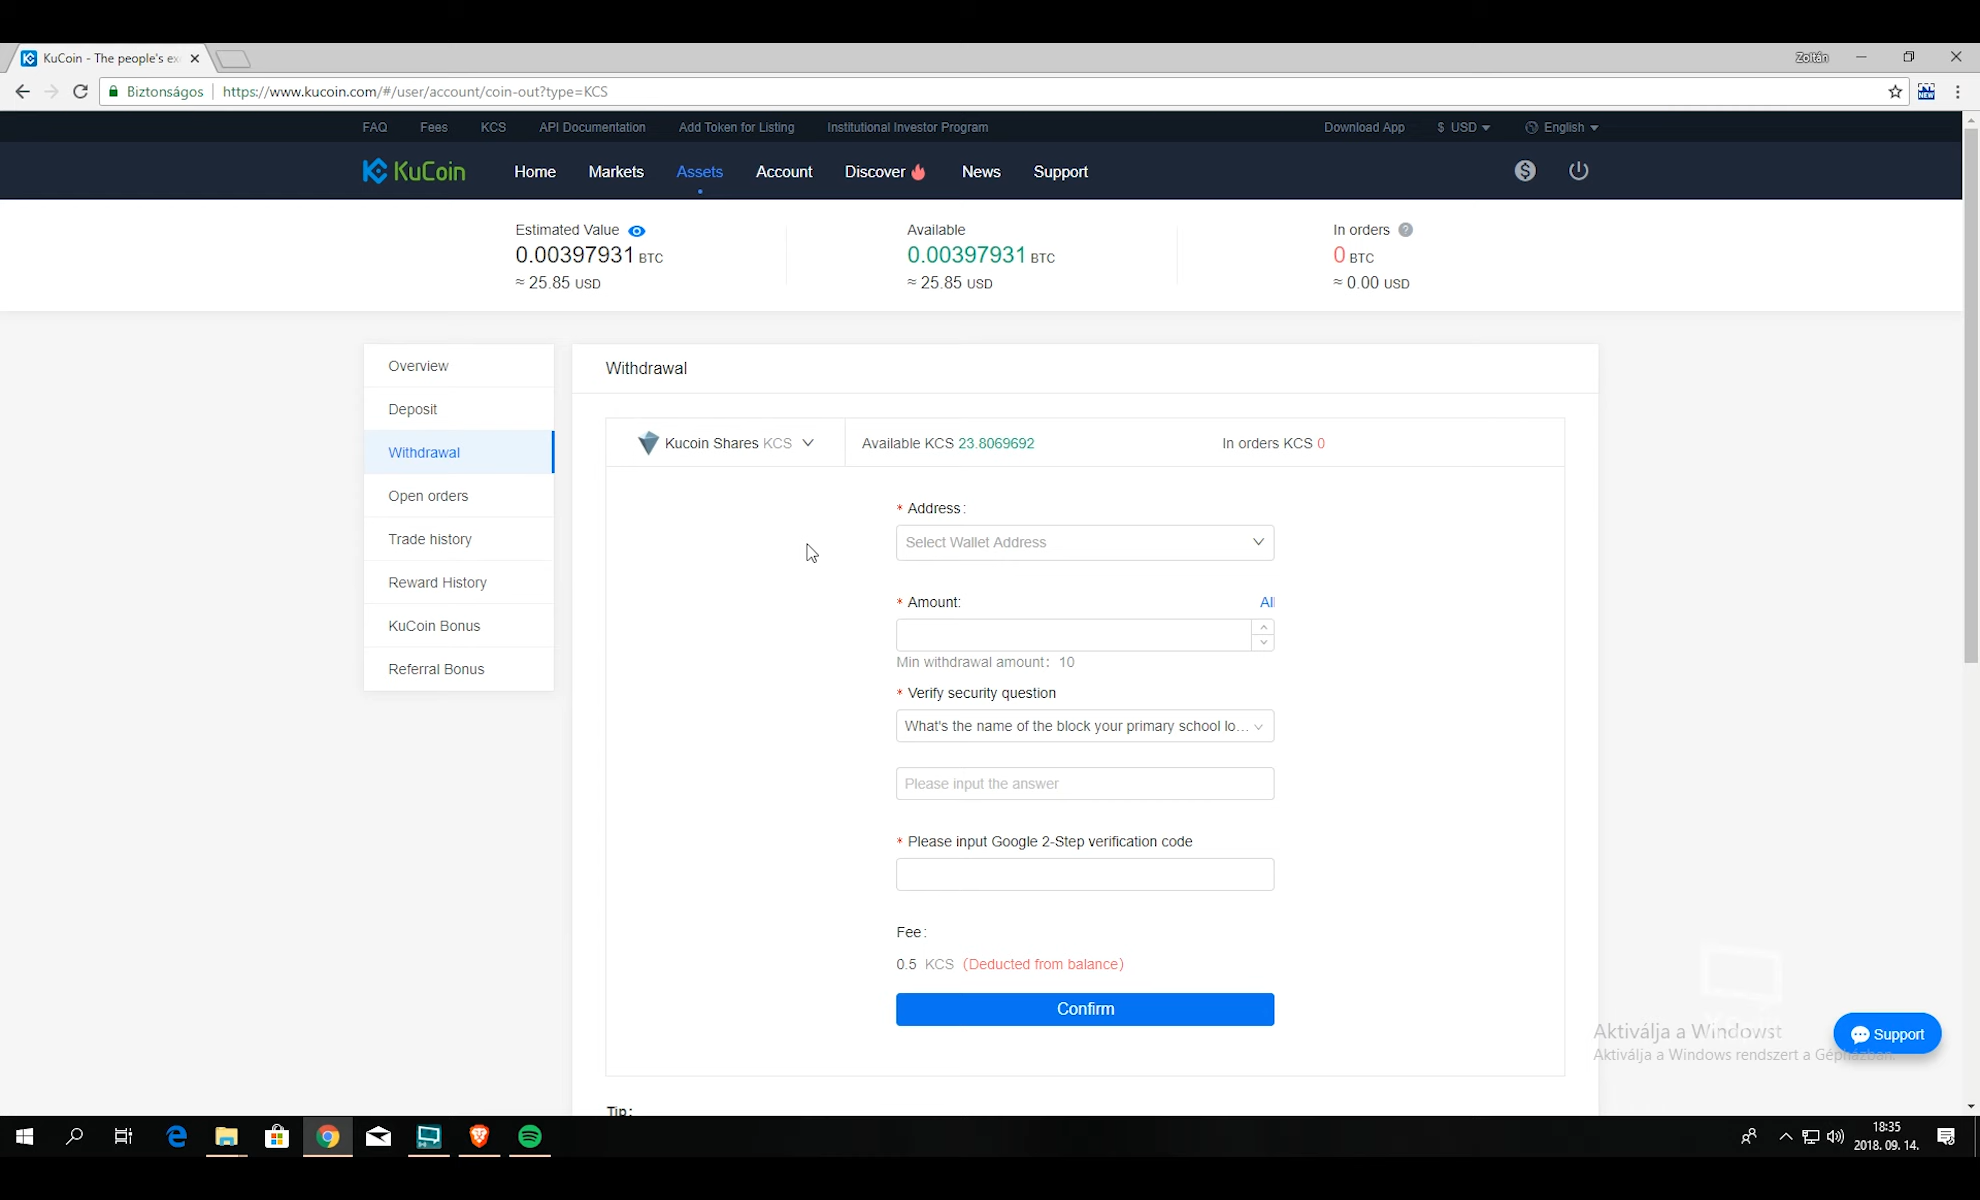 KuCoin - The people's ex
Zoltán
Biztonságos
https://www.kucoin.com/#/user/account/coin-out?type=KCS
NEW
FAQ Fees KCS API Documentation Add Token for Listing Institutional Investor Program Download App $ USD English
KuCoin Home Markets Assets Account Discover News Support
Estimated Value Available In orders ?
0.00397931 BTC 0.00397931 BTC 0 BTC
≈ 25.85 USD ≈ 25.85 USD ≈ 0.00 USD
Overview
Deposit
Withdrawal
Open orders
Trade history
Reward History
KuCoin Bonus
Referral Bonus
Withdrawal
Kucoin Shares KCS Available KCS 23.8069692 In orders KCS 0
* Address:
Select Wallet Address
* Amount: All
Min withdrawal amount: 10
* Verify security question
What's the name of the block your primary school lo...
Please input the answer
* Please input Google 2-Step verification code
Fee:
0.5 KCS (Deducted from balance)
Confirm
Aktiválja a Windowst
Aktiválja a Windows rendszert a Gépházban.
Support
Tip:
18:35
2018. 09. 14.